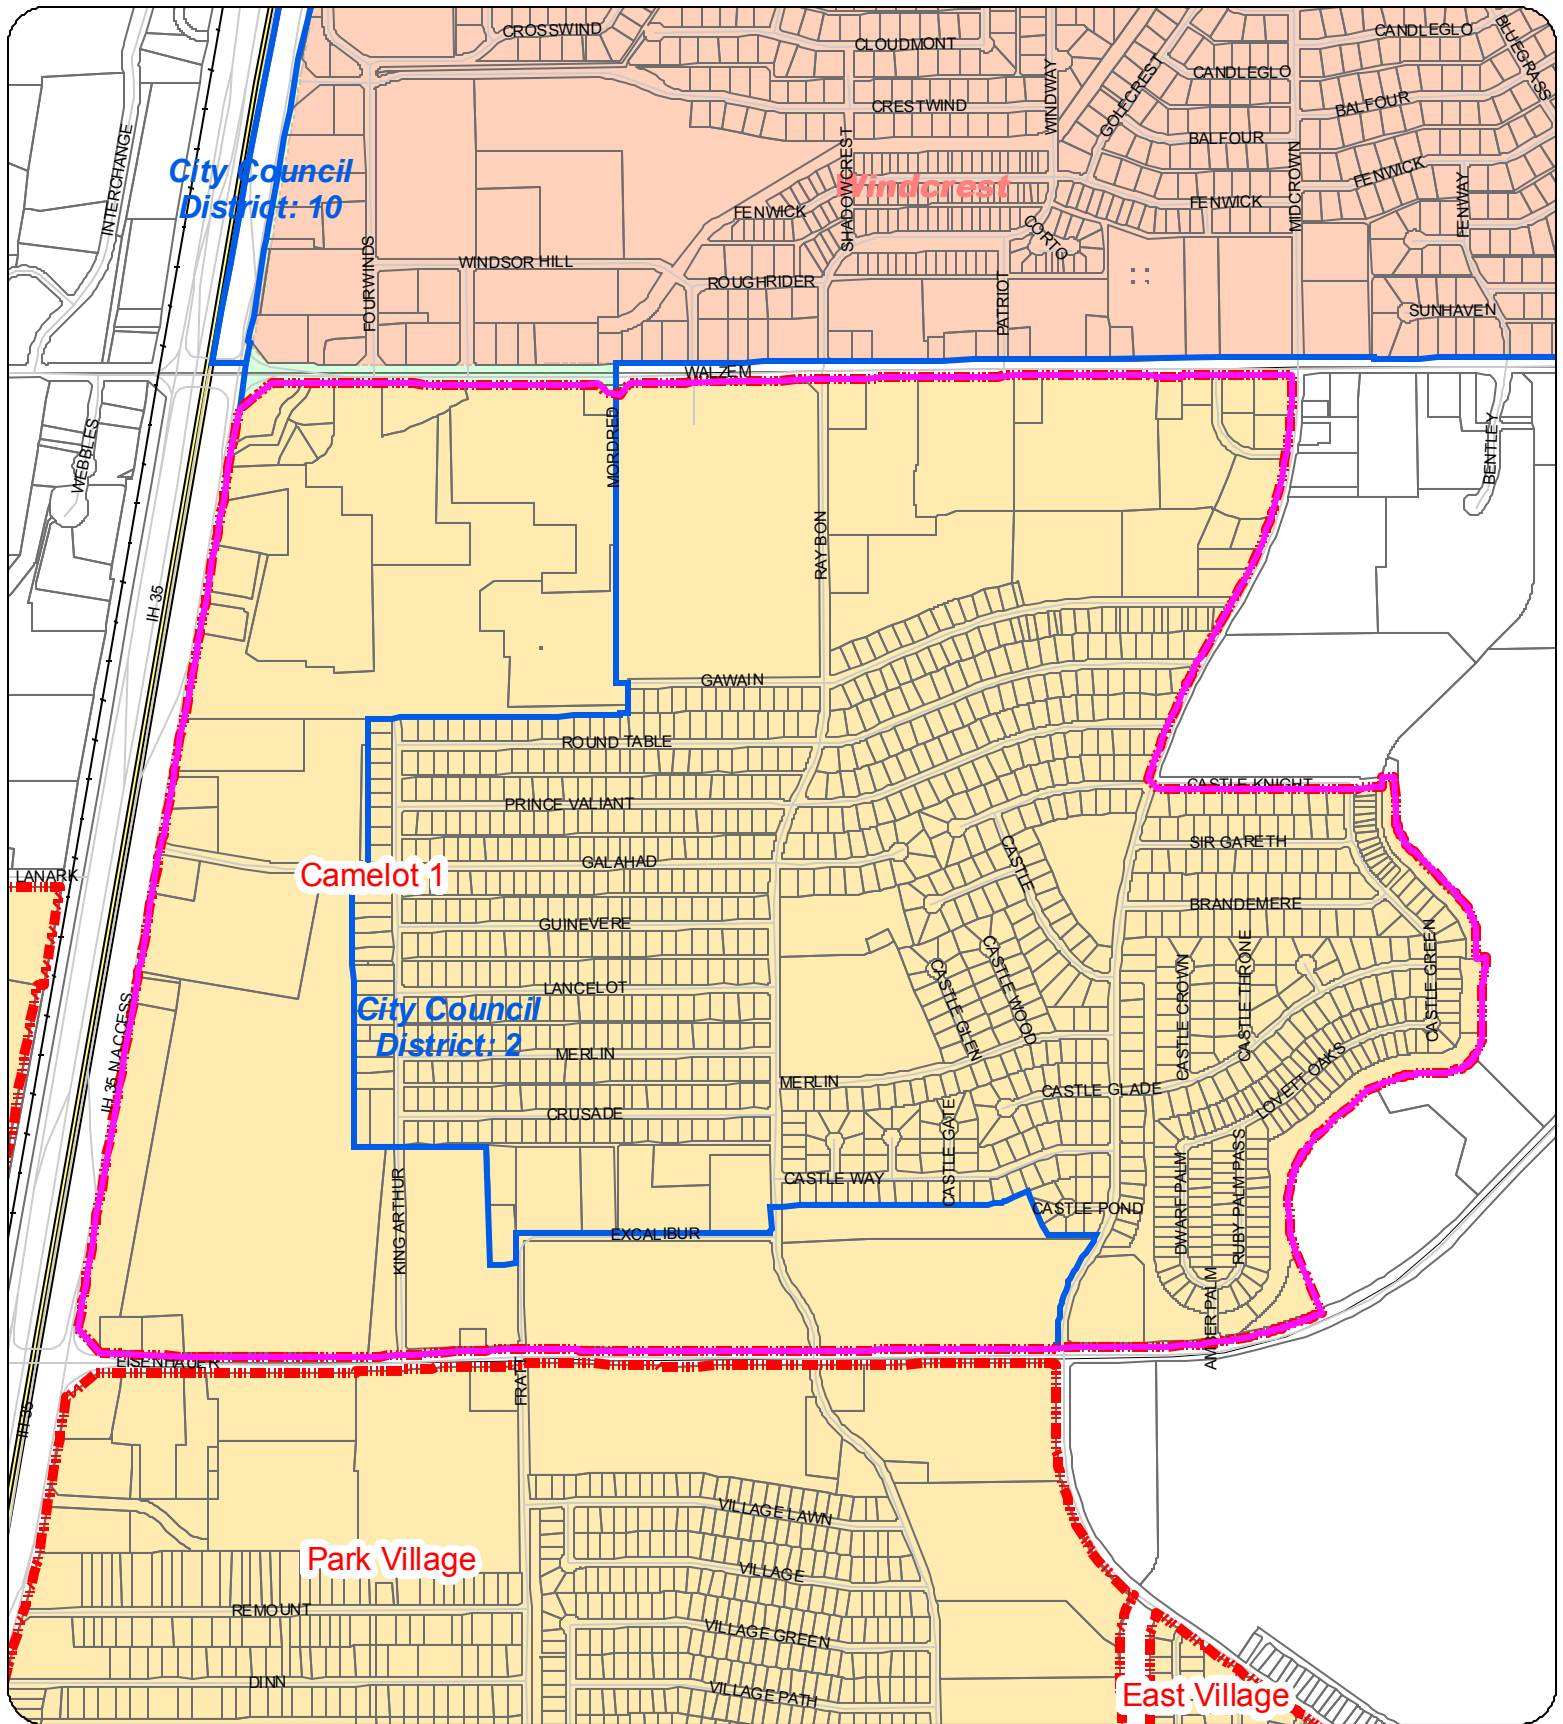 CROSSWIND
CLOUDMONT
CANDLEGLO
BLUEGRASS
CANDLEGLO
WINDWAY
GOLFCREST
CRESTWIND
BALFOUR
BALFOUR
INTERCHANGE
SHADOWCREST
MIDCROWN
City Council
District: 10
Windcrest
FENWICK
FENWICK
FENWICK
FENWAY
CORTO
FOURWINDS
WINDSOR HILL
ROUGHRIDER
PATRIOT
SUNHAVEN
WALZEM
MORDRED
WEBBLES
BENTLEY
RAY BON
IH 35
GAWAIN
ROUND TABLE
PRINCE VALIANT
CASTLE KNIGHT
SIR GARETH
GALAHAD
CASTLE
LANARK
Camelot 1
BRANDEMERE
GUINEVERE
CASTLE GREEN
CASTLE THRONE
CASTLE CROWN
CASTLE WOOD
CASTLE GLEN
LANCELOT
City Council
District: 2
IH 35 N ACCESS
MERLIN
MERLIN
CASTLE GLADE
LOVETT OAKS
CRUSADE
CASTLE GATE
CASTLE WAY
CASTLE POND
DWARF PALM
RUBY PALM PASS
KING ARTHUR
EXCALIBUR
AMBER PALM
EISENHAUER
FRATT
IH 35
VILLAGE LAWN
Park Village
VILLAGE
REMOUNT
VILLAGE GREEN
DINN
VILLAGE PATH
East Village